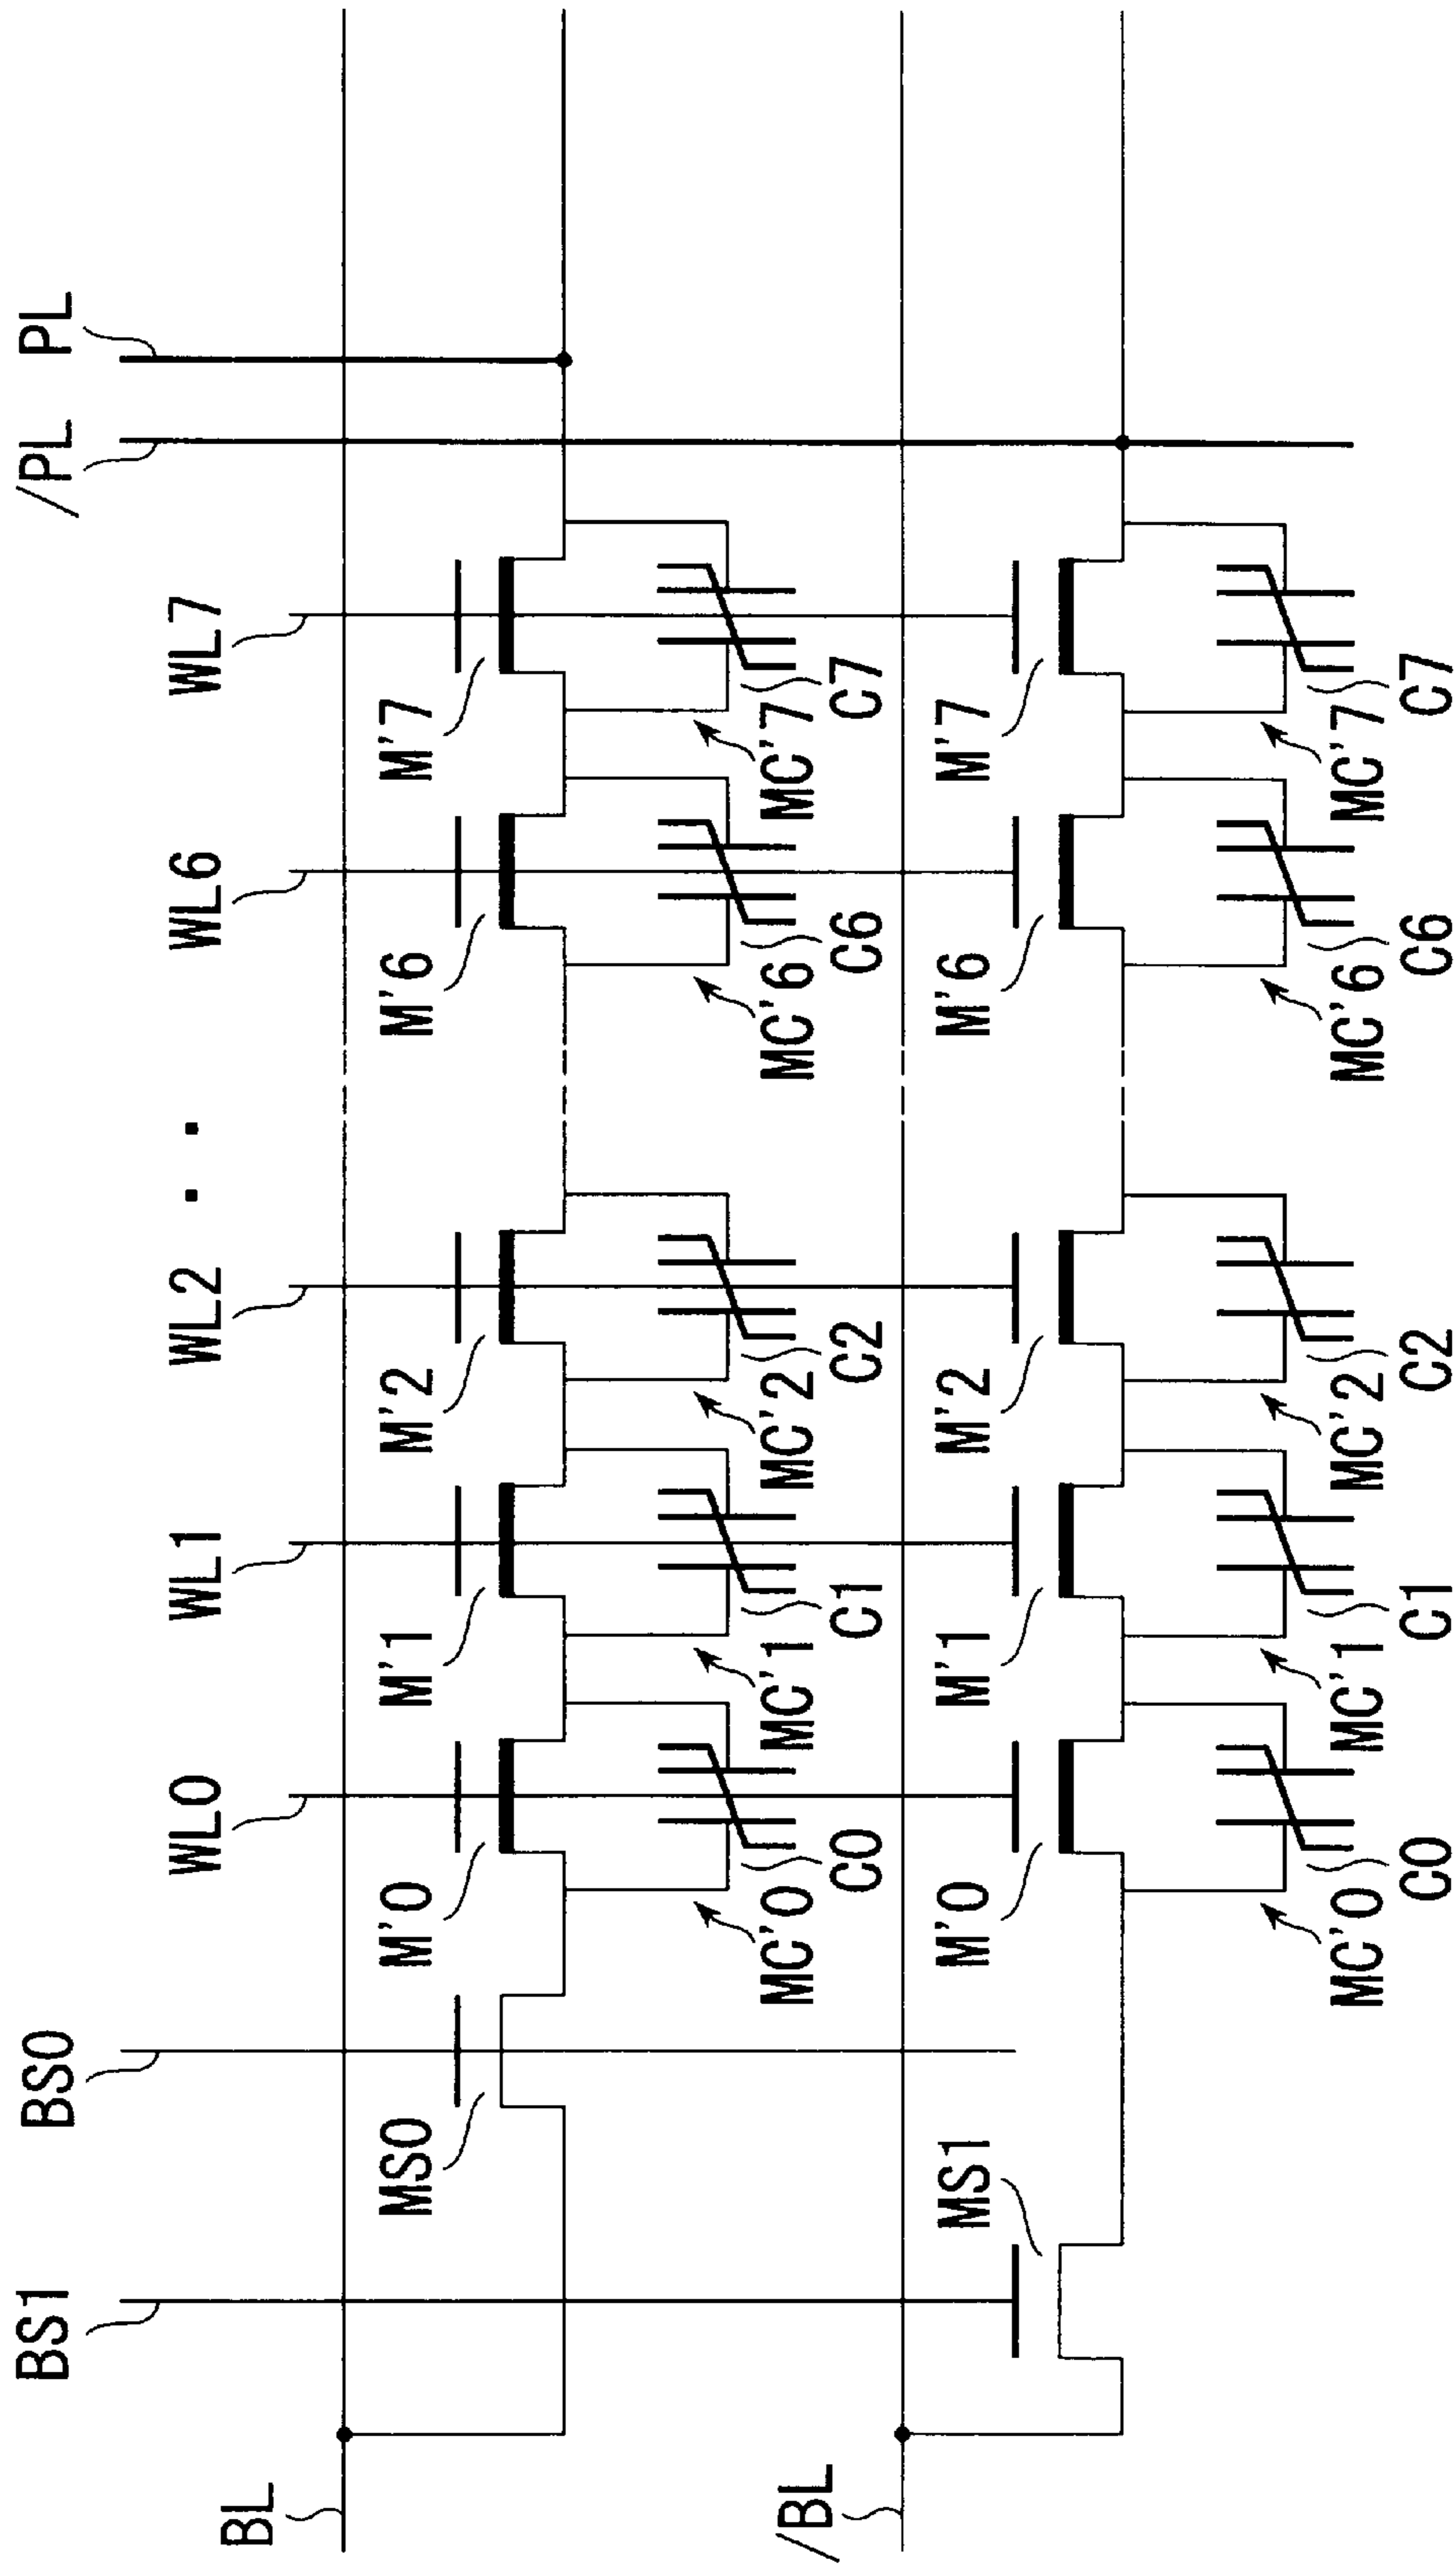 BS1 BS0 /PL PL
WL0 WL1 WL2 · · WL6 WL7
BL
MS0 M'0 M'1 M'2 M'6 M'7
/BL MC'0 MC'1 MC'2 MC'6 MC'7
C0 C1 C2 C6 C7
MS1 M'0 M'1 M'2 M'6 M'7
MC'0 MC'1 MC'2 MC'6 MC'7
C0 C1 C2 C6 C7